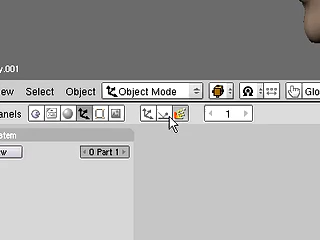 y.001
ew Select Object Object Mode Glo
anels 1
stem
w 0 Part 1